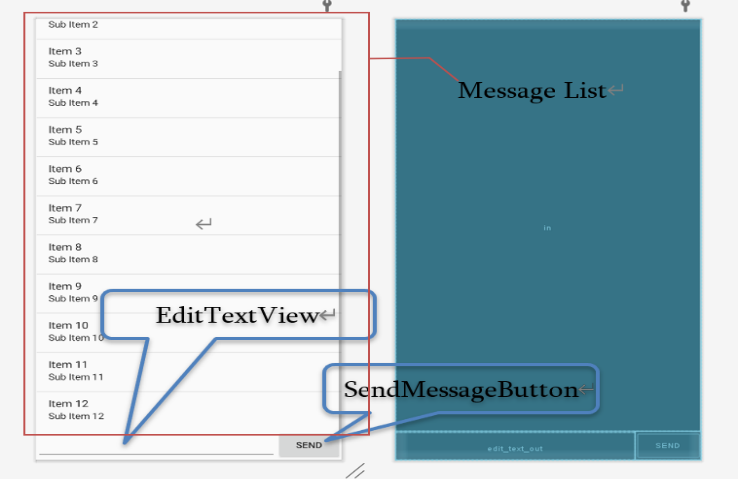 Sub Item 2
Item 3
Sub Item 3
Item 4
Sub Item 4
Item 5
Sub Item 5
Item 6
Sub Item 6
Item 7
Sub Item 7
Item 8
Sub Item 8
Item 9
Sub Item 9
EditTextView
Item 10
Sub Item 10
Item 11
Sub Item 11
Item 12
Sub Item 12
SEND
Message List
in
SendMessageButton
edit_text_out
SEND